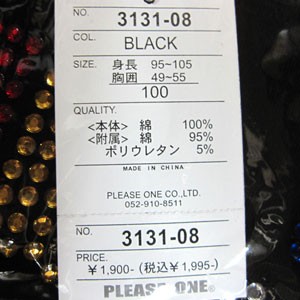 NO. 3131-08
COL. BLACK
SIZE. 身長 95~105
胸囲 49~55
100
QUALITY.
<本体> 綿 100%
<附属> 綿 95%
ポリウレタン 5%
MADE IN CHINA
PLEASE ONE CO.,LTD.
052-910-8511
NO. 3131-08
PRICE.
¥1,900-(税込¥1,995-)
PLEASE ONE.